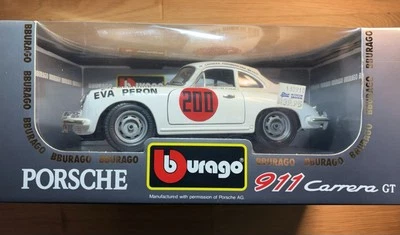 BBURAGO
BBURAGO
BBURAGO
BBURAGO
EVA PERON
200
BBURAGO
BBURAGO
BBURAGO
PORSCHE
burago
911 Carrera GT
Manufactured with permission of Porsche AG.